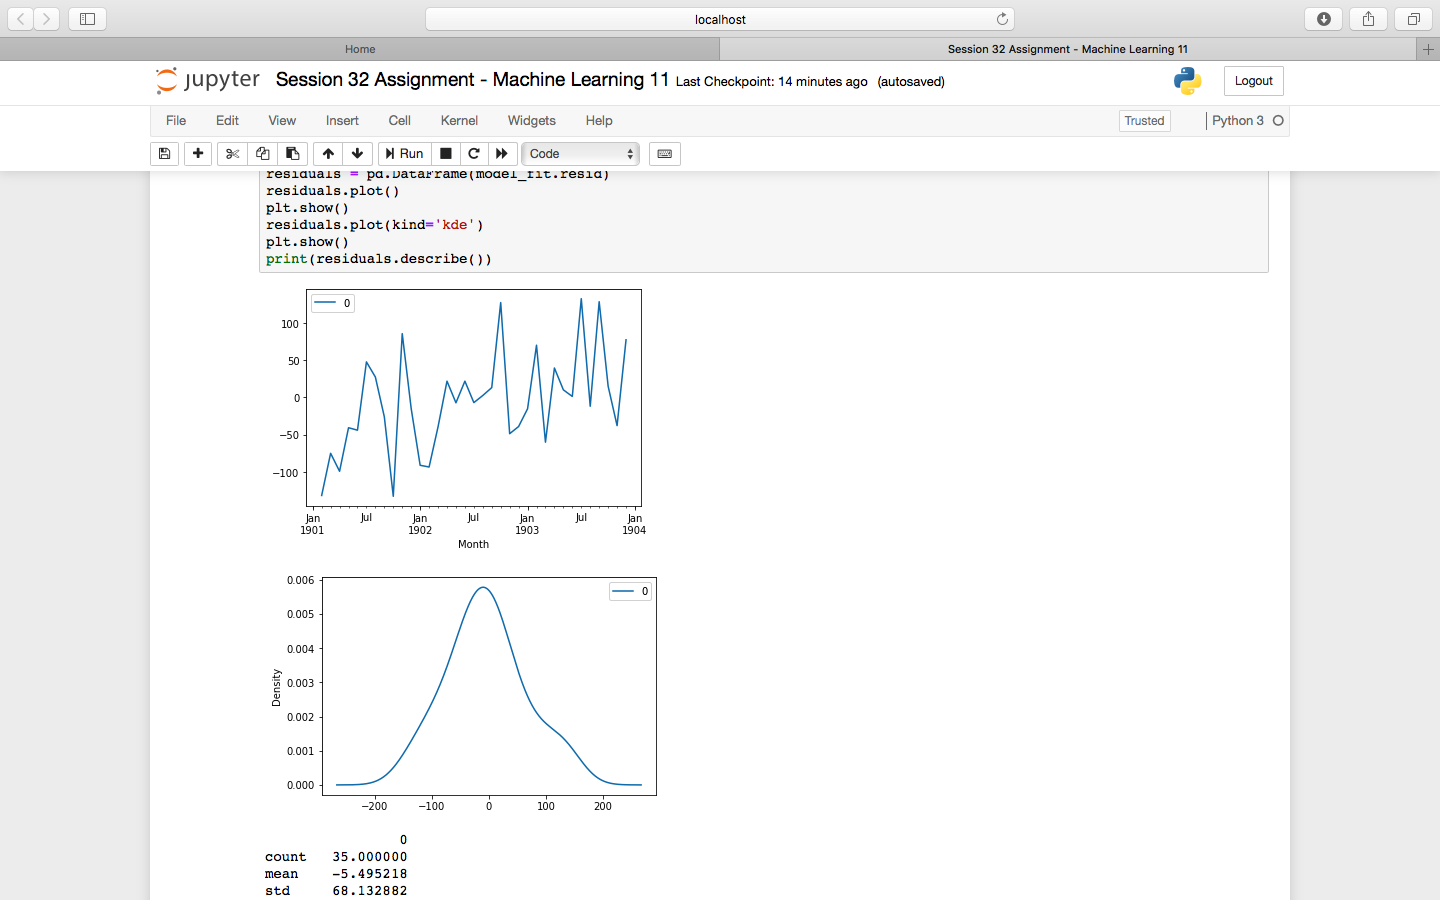 localhost
Home
Session 32 Assignment - Machine Learning 11
jupyter Session 32 Assignment - Machine Learning 11 Last Checkpoint: 14 minutes ago (autosaved)
Logout
File Edit View Insert Cell Kernel Widgets Help
Trusted
Python 3
Run
Code
residuals = pd.DataFrame(model_fit.resid)
residuals.plot()
plt.show()
residuals.plot(kind='kde')
plt.show()
print(residuals.describe())
0
100
50
0
−50
−100
Jan Jul Jan Jul Jan Jul Jan
1901 1902 1903 1904
Month
0.006
0
0.005
0.004
0.003
0.002
0.001
0.000
Density
−200 −100 0 100 200
0
count 35.000000
mean -5.495218
std 68.132882